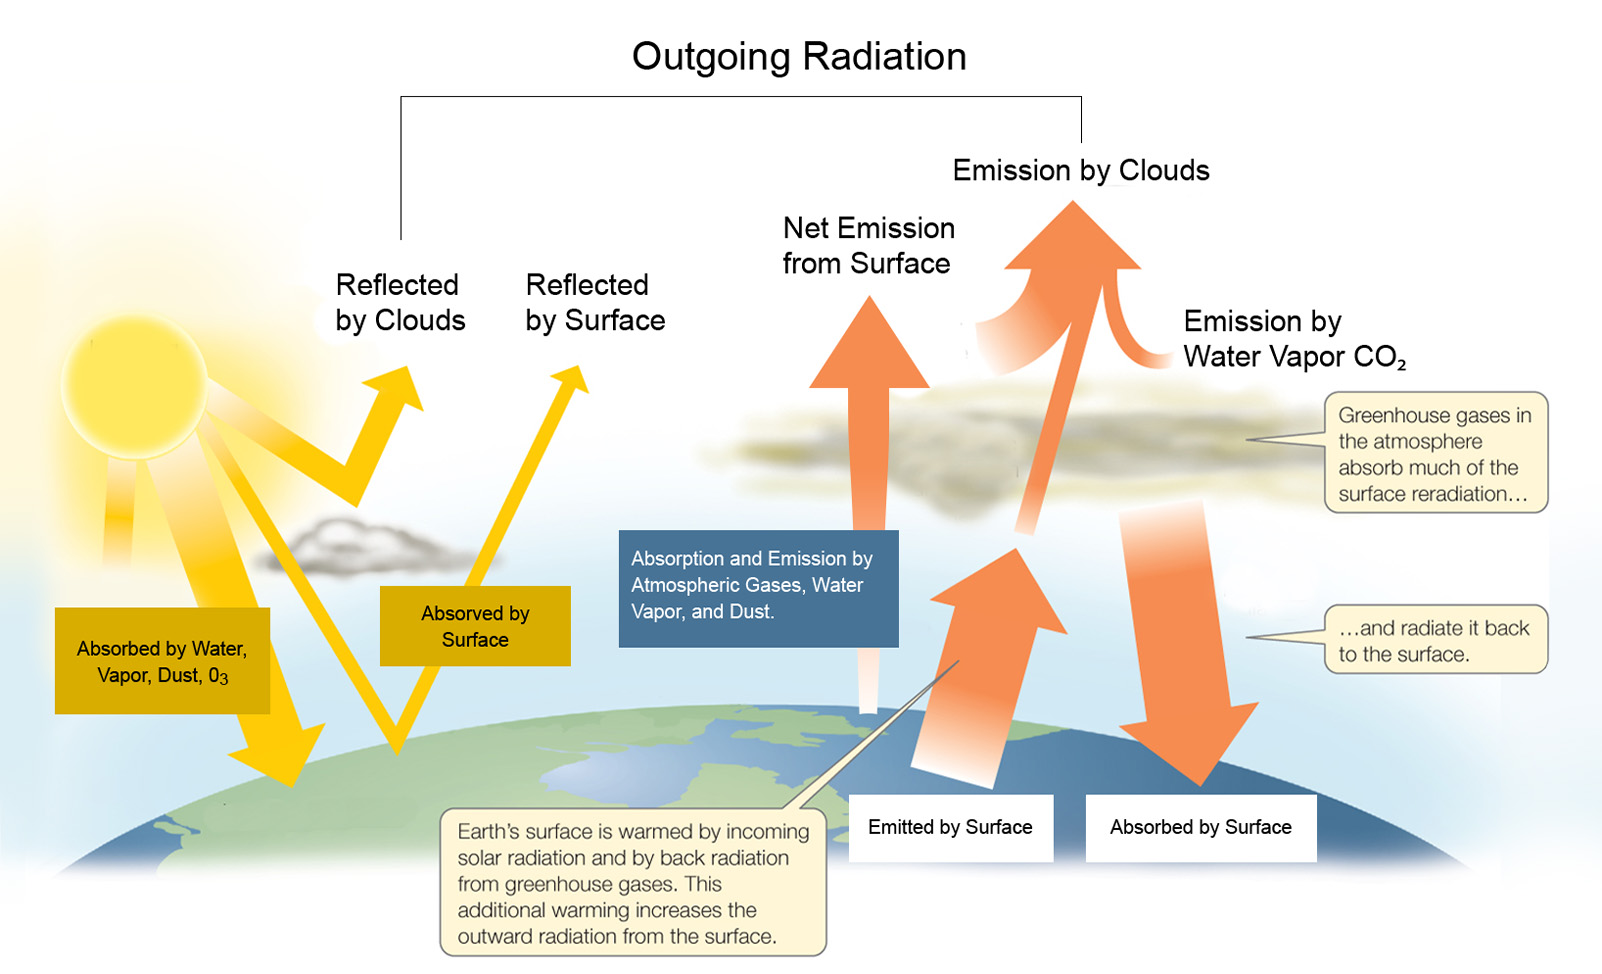 Outgoing Radiation
Emission by Clouds
Net Emission
from Surface
Reflected
by Clouds
Reflected
by Surface
Emission by
Water Vapor CO₂
Greenhouse gases in
the atmosphere
absorb much of the
surface reradiation...
Absorption and Emission by
Atmospheric Gases, Water
Vapor, and Dust.
Absorved by
Surface
Absorbed by Water,
Vapor, Dust, 0₃
...and radiate it back
to the surface.
Emitted by Surface
Absorbed by Surface
Earth's surface is warmed by incoming
solar radiation and by back radiation
from greenhouse gases. This
additional warming increases the
outward radiation from the surface.